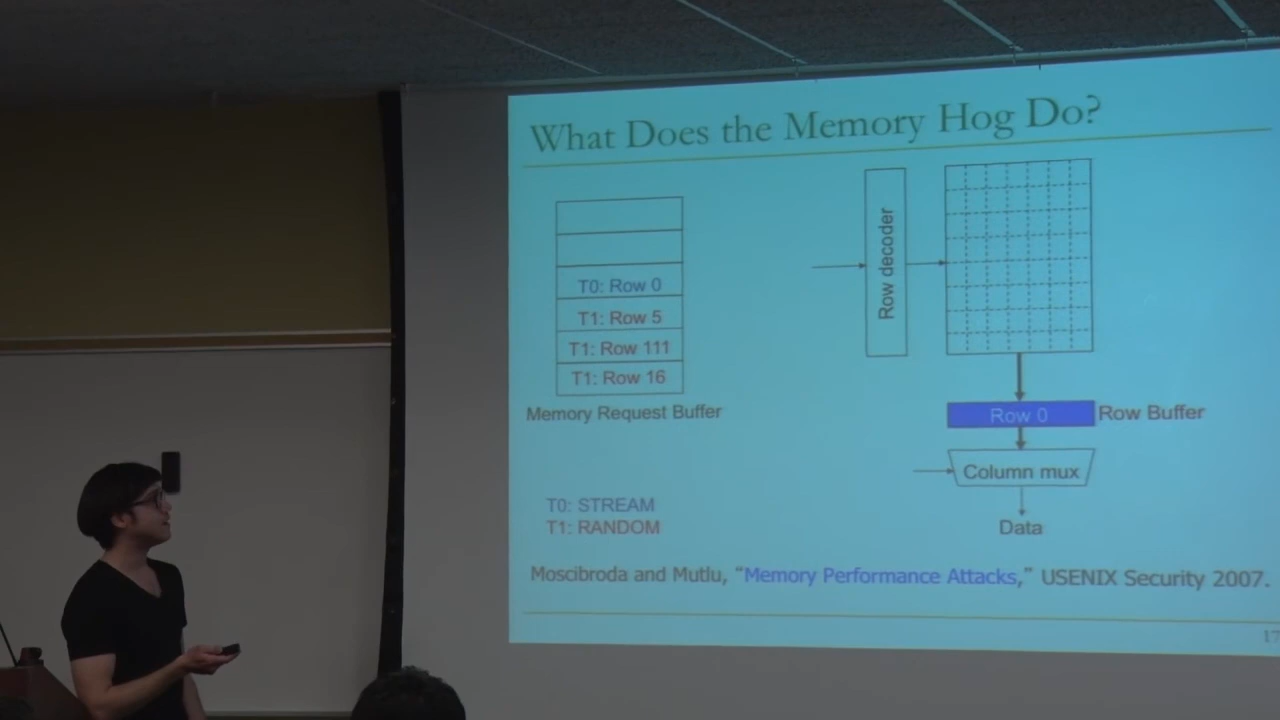 What Does the Memory Hog Do?
T0: Row 0
T1: Row 5
T1: Row 111
T1: Row 16
Memory Request Buffer
Row decoder
Row 0
Row Buffer
Column mux
Data
T0: STREAM
T1: RANDOM
Moscibroda and Mutlu, “Memory Performance Attacks,” USENIX Security 2007.
17